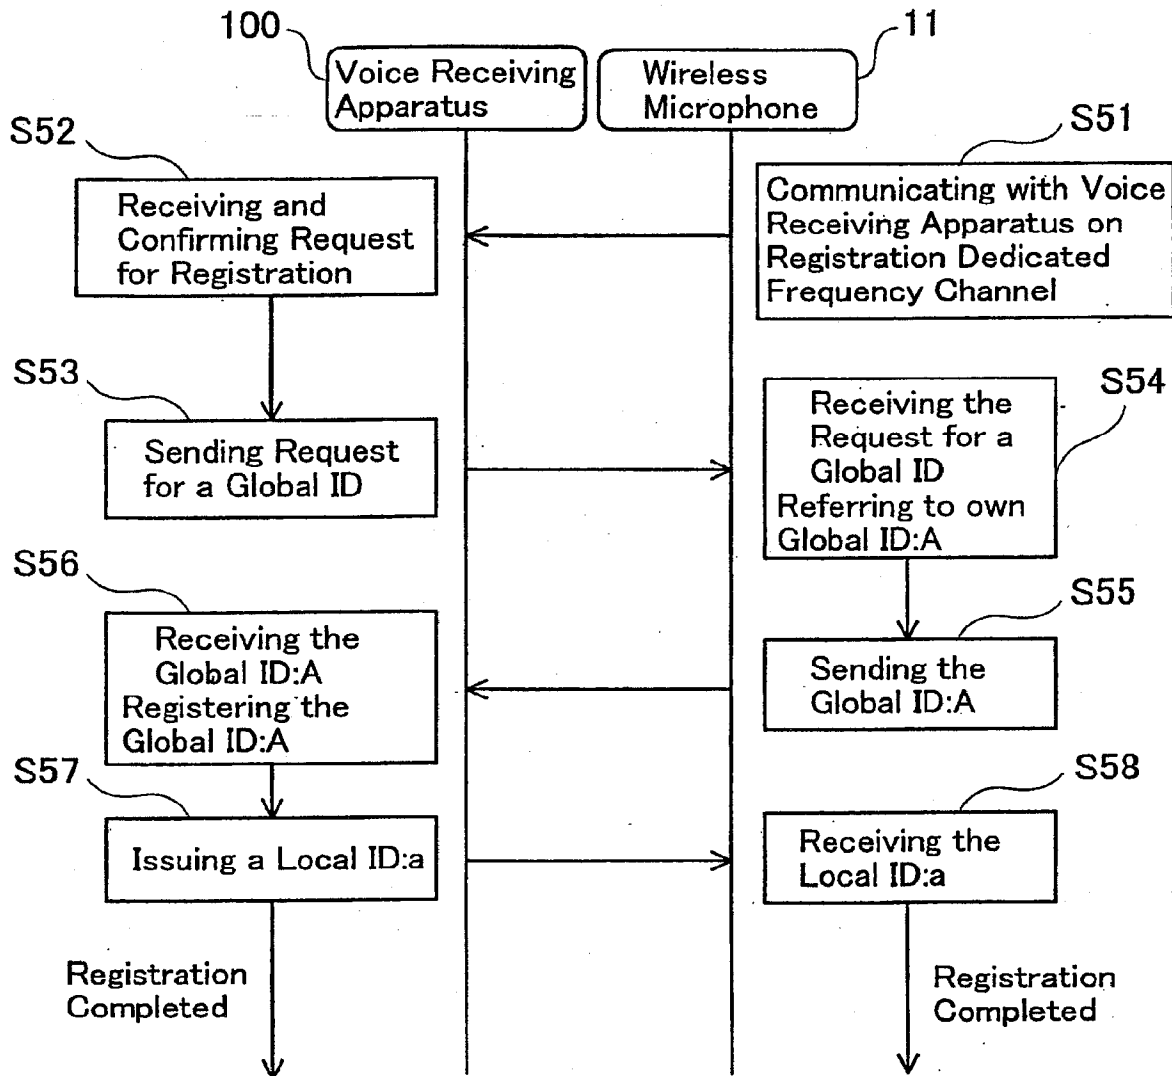 100
11
Voice Receiving
Apparatus
Wireless
Microphone
S52
S51
Receiving and
Confirming Request
for Registration
Communicating with Voice
Receiving Apparatus on
Registration Dedicated
Frequency Channel
S53
S54
Sending Request
for a Global ID
Receiving the
Request for a
Global ID
Referring to own
Global ID:A
S56
S55
Receiving the
Global ID:A
Registering the
Global ID:A
Sending the
Global ID:A
S57
S58
Issuing a Local ID:a
Receiving the
Local ID:a
Registration
Completed
Registration
Completed